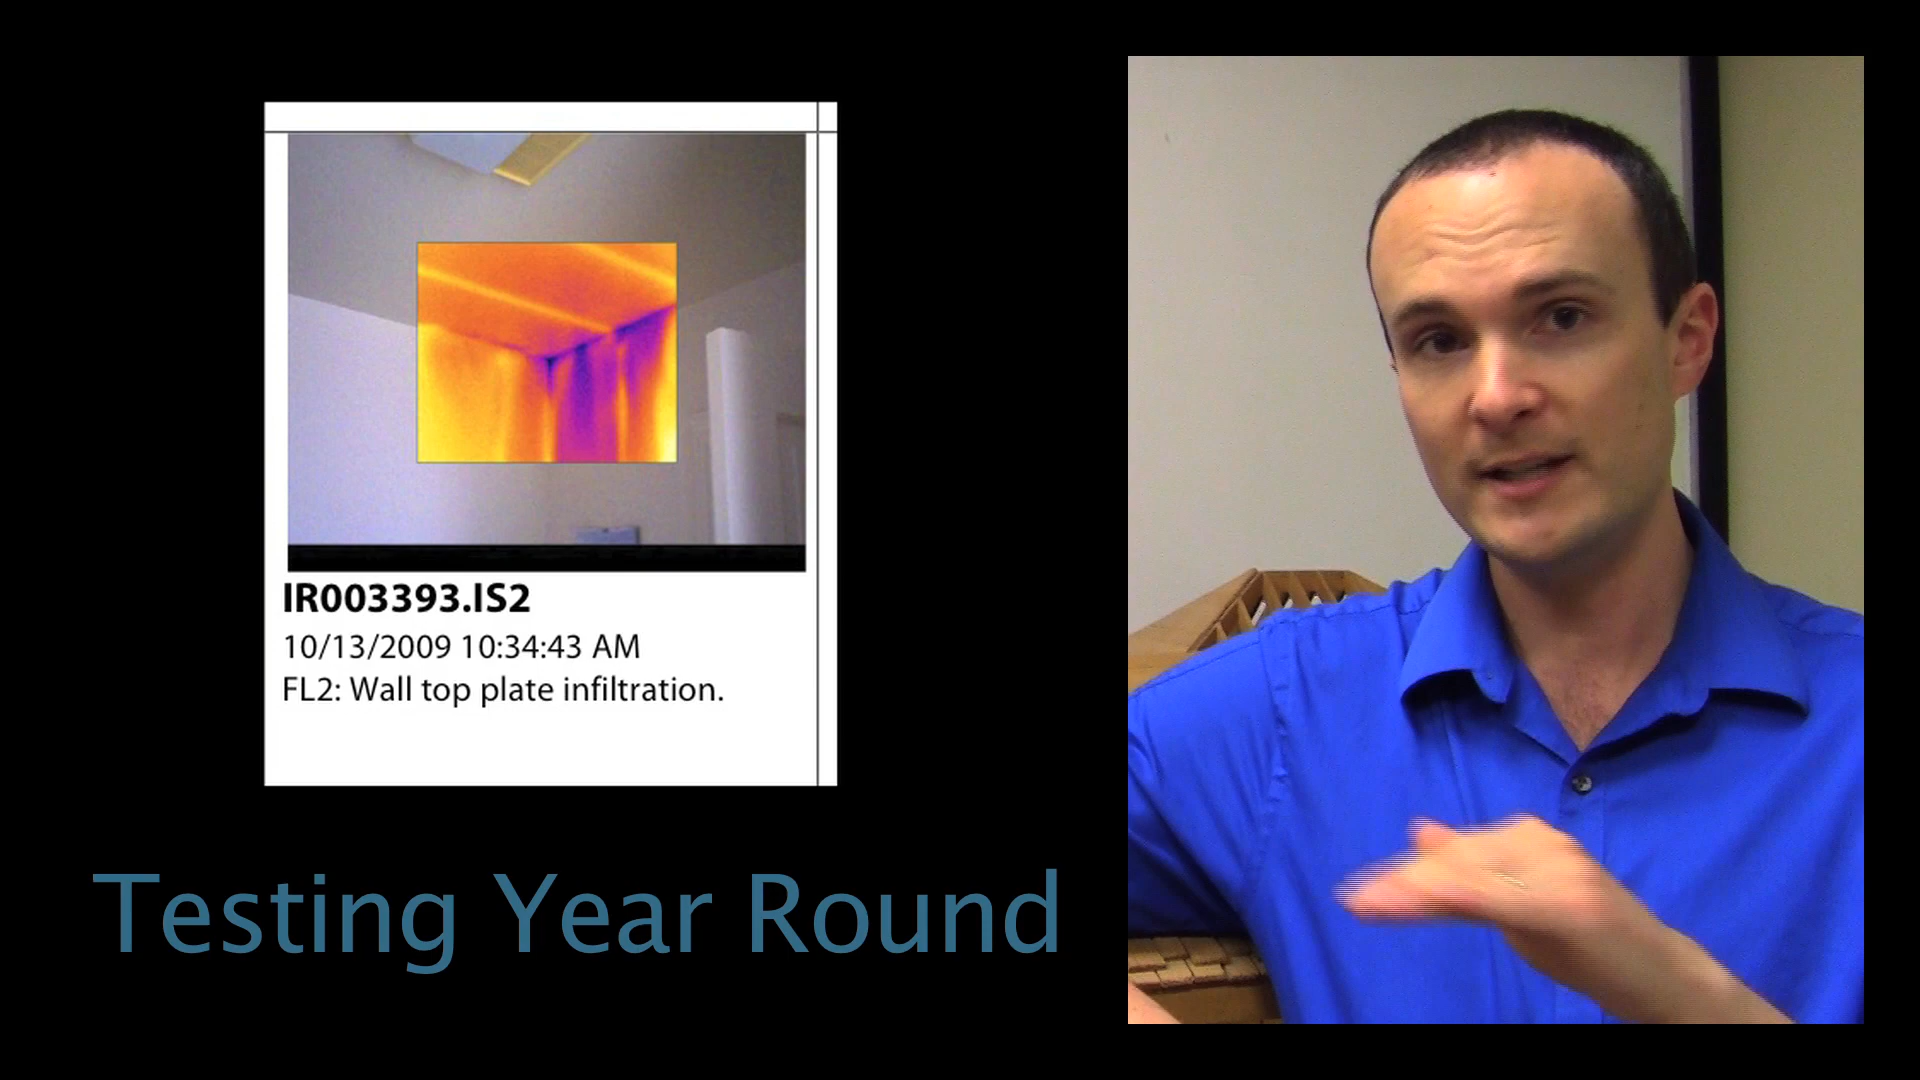 IR003393.IS2
10/13/2009 10:34:43 AM
FL2: Wall top plate infiltration.
Testing Year Round